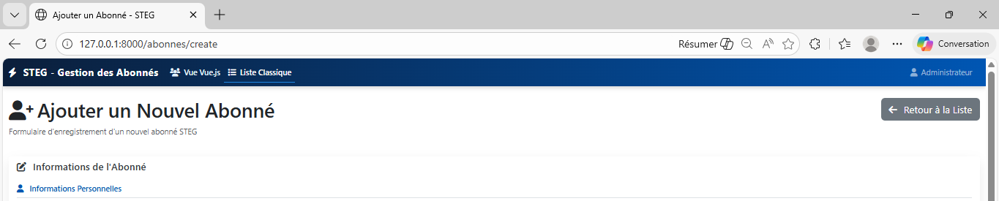 Ajouter un Abonné - STEG
127.0.0.1:8000/abonnes/create
Résumer
Conversation
STEG - Gestion des Abonnés
Vue Vue.js
Liste Classique
Administrateur
Ajouter un Nouvel Abonné
Retour à la Liste
Formulaire d'enregistrement d'un nouvel abonné STEG
Informations de l'Abonné
Informations Personnelles